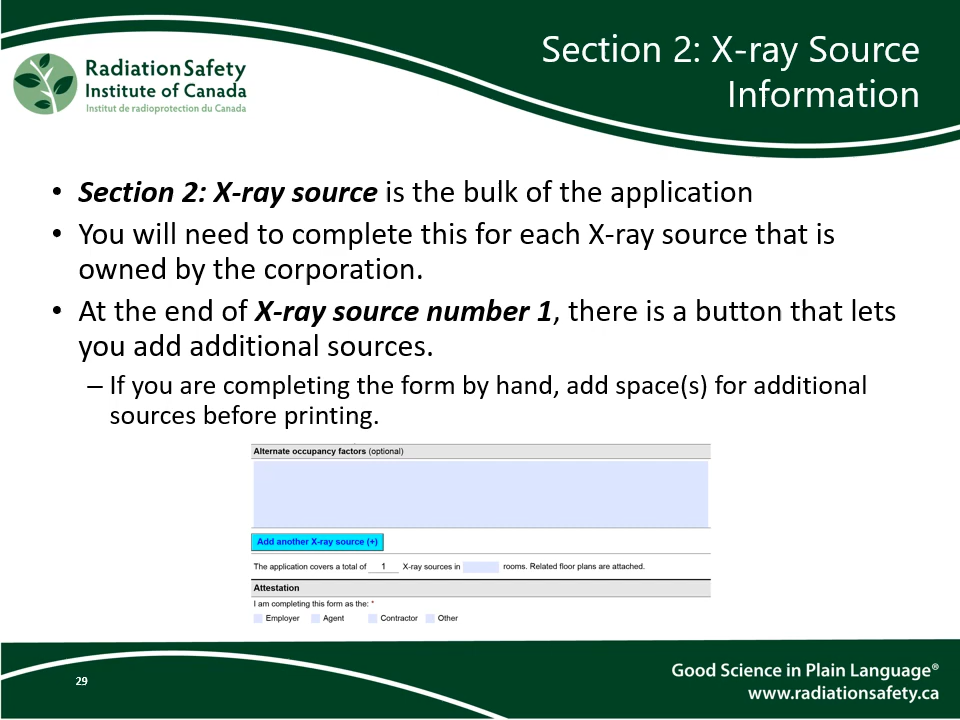 Section 2: X-ray Source
Information
Radiation Safety
Institute of Canada
Institut de radioprotection du Canada
• Section 2: X-ray source is the bulk of the application
• You will need to complete this for each X-ray source that is
owned by the corporation.
• At the end of X-ray source number 1, there is a button that lets
you add additional sources.
– If you are completing the form by hand, add space(s) for additional
sources before printing.
Alternate occupancy factors (optional)
Add another X-ray source (+)
The application covers a total of 1 X-ray sources in rooms. Related floor plans are attached.
Attestation
I am completing this form as the: *
Employer Agent Contractor Other
29
Good Science in Plain Language®
www.radiationsafety.ca